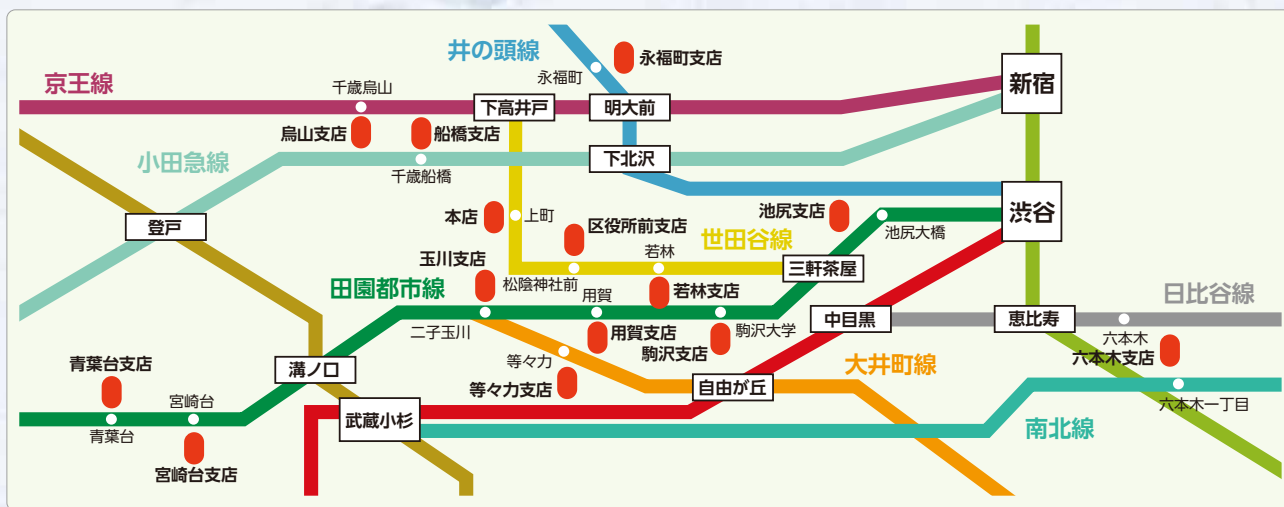 井の頭線
永福町支店
永福町
京王線
千歳烏山
下高井戸
明大前
新宿
烏山支店
船橋支店
小田急線
千歳船橋
下北沢
登戸
本店
上町
区役所前支店
池尻支店
渋谷
池尻大橋
世田谷線
若林
玉川支店
松陰神社前
三軒茶屋
田園都市線
用賀
若林支店
日比谷線
二子玉川
用賀支店
駒沢大学
駒沢支店
中目黒
恵比寿
六本木
六本木支店
青葉台支店
溝ノ口
等々力
等々力支店
大井町線
自由が丘
宮崎台
青葉台
武蔵小杉
六本木一丁目
南北線
宮崎台支店